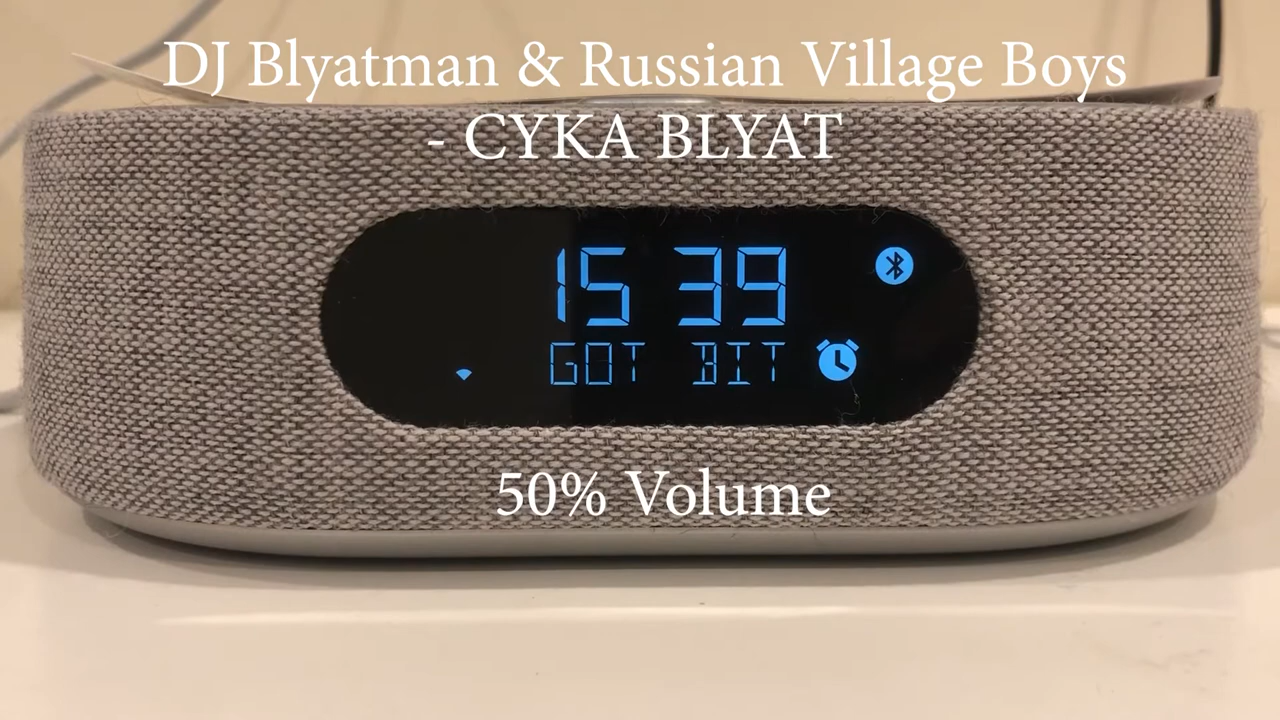 DJ Blyatman & Russian Village Boys
- CYKA BLYAT
15 39
GOT BIT
50% Volume